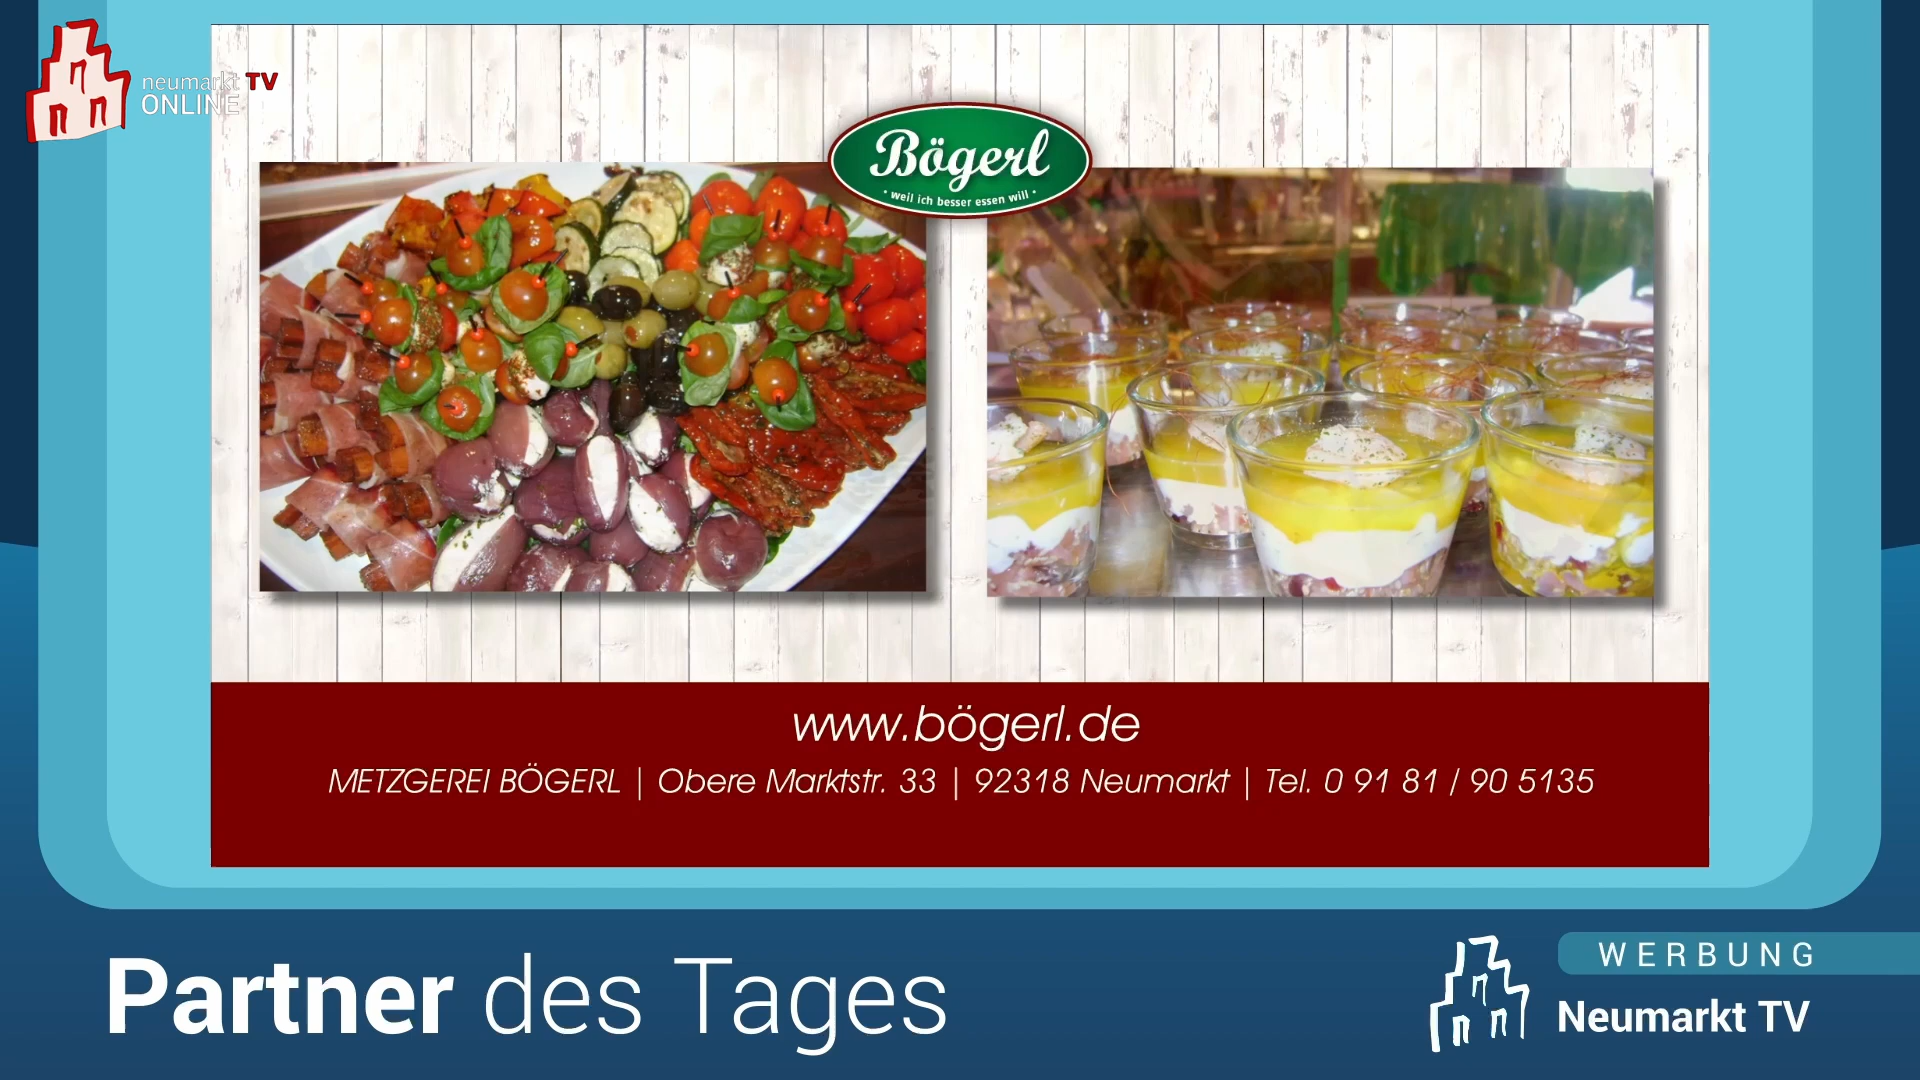 neumarkt TV
ONLINE
Bögerl
• weil ich besser essen will •
www.bögerl.de
METZGEREI BÖGERL | Obere Marktstr. 33 | 92318 Neumarkt | Tel. 0 91 81 / 90 5135
Partner des Tages
WERBUNG
Neumarkt TV